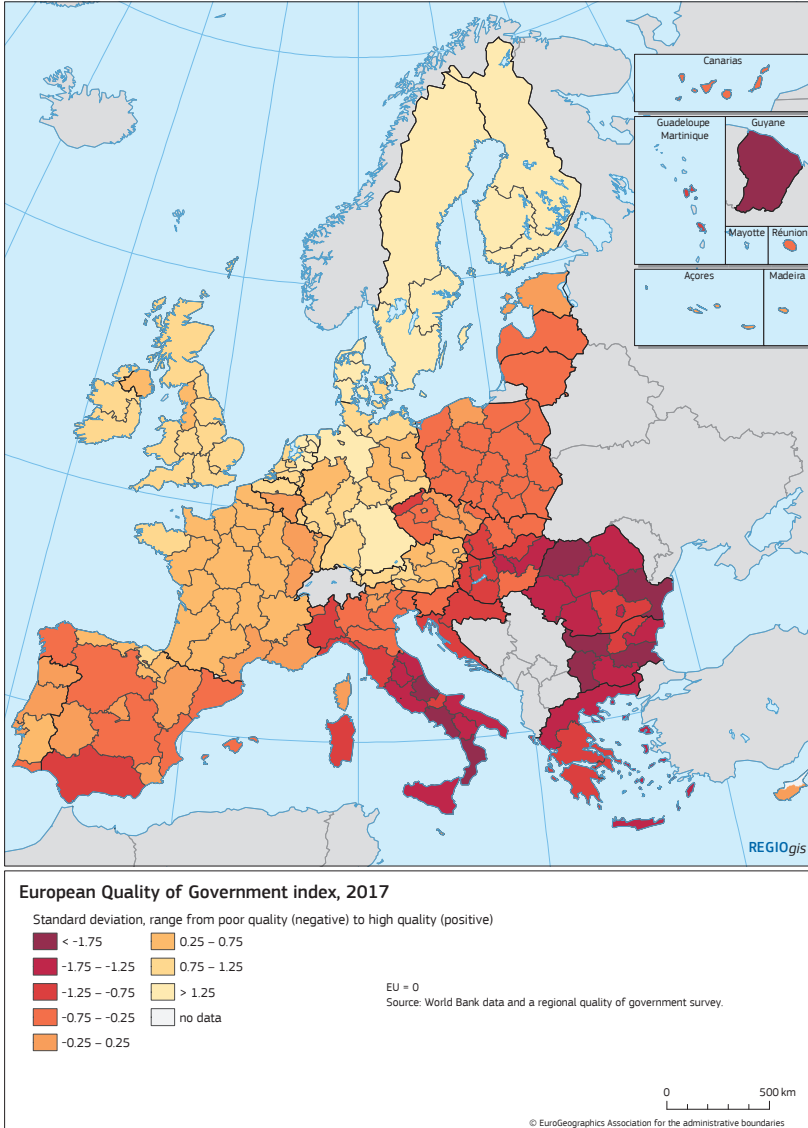 Canarias
Guadeloupe
Martinique
Guyane
Mayotte
Réunion
Açores
Madeira
REGIOgis
European Quality of Government index, 2017
Standard deviation, range from poor quality (negative) to high quality (positive)
< -1.75
-1.75 – -1.25
-1.25 – -0.75
-0.75 – -0.25
-0.25 – 0.25
0.25 – 0.75
0.75 – 1.25
> 1.25
no data
EU = 0
Source: World Bank data and a regional quality of government survey.
0 500 km
© EuroGeographics Association for the administrative boundaries